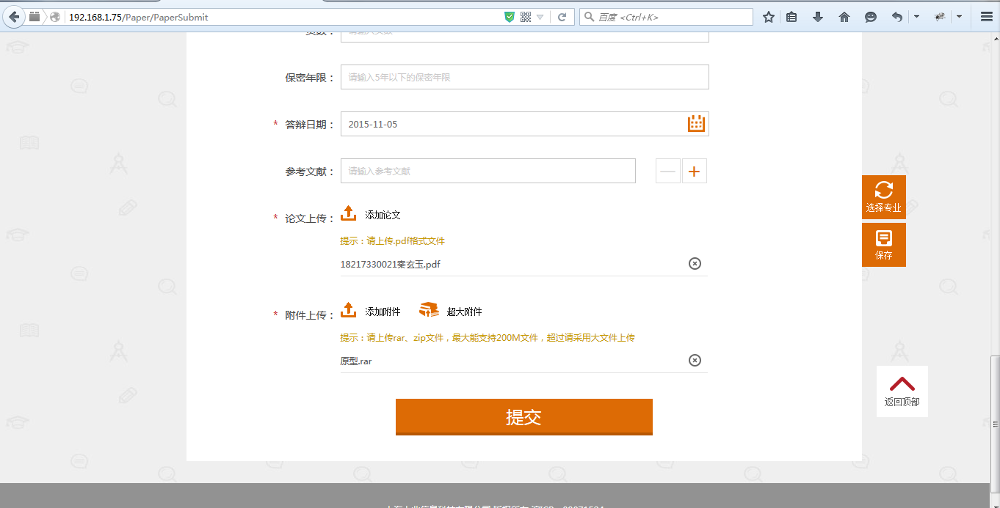 192.168.1.75/Paper/PaperSubmit
百度 <Ctrl+K>
保密年限：
请输入5年以下的保密年限
* 答辩日期：
2015-11-05
参考文献：
请输入参考文献
* 论文上传：
添加论文
提示：请上传.pdf格式文件
18217330021秦玄玉.pdf
* 附件上传：
添加附件
超大附件
提示：请上传rar、zip文件，最大能支持200M文件，超过请采用大文件上传
原型.rar
提交
选择专业
保存
返回顶部